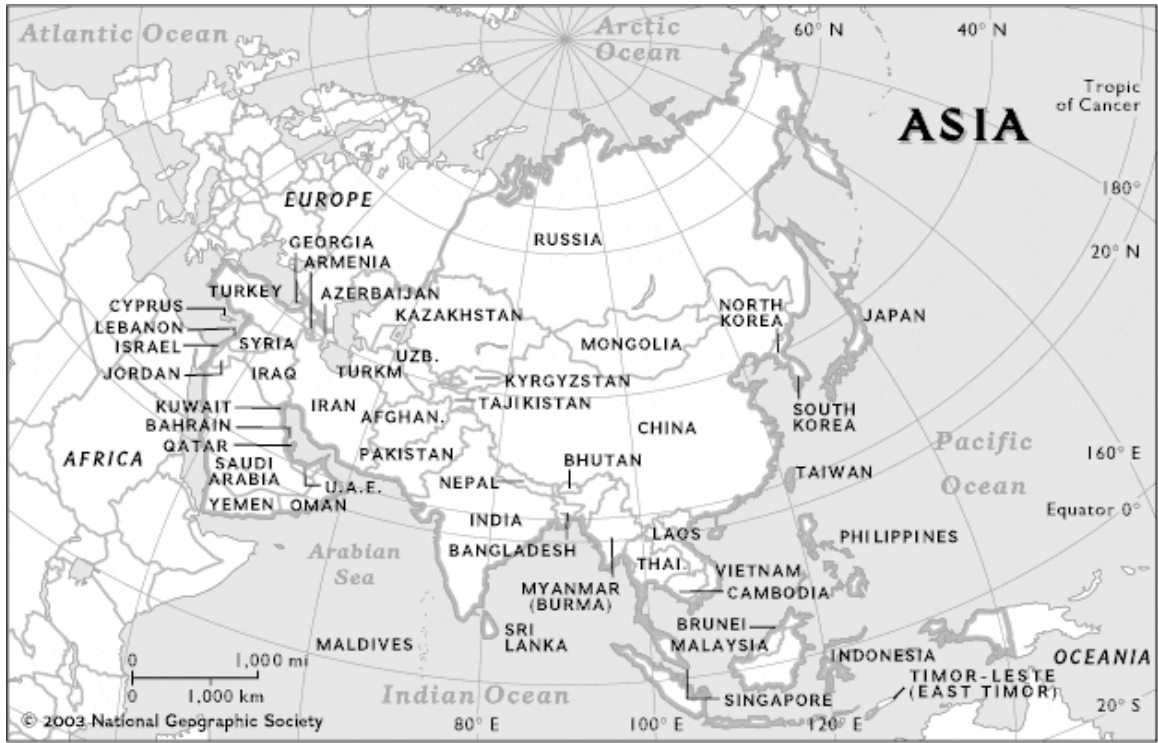 Atlantic Ocean
Arctic
Ocean
60° N
40° N
Tropic
of Cancer
ASIA
180°
EUROPE
20° N
GEORGIA
ARMENIA
RUSSIA
TURKEY
AZERBAIJAN
CYPRUS
KAZAKHSTAN
NORTH
KOREA
JAPAN
LEBANON
ISRAEL
SYRIA
MONGOLIA
UZB.
JORDAN
IRAQ
TURKM
KYRGYZSTAN
KUWAIT
IRAN
TAJIKISTAN
AFGHAN.
SOUTH
KOREA
BAHRAIN
CHINA
QATAR
Pacific
Ocean
AFRICA
PAKISTAN
BHUTAN
160° E
SAUDI
ARABIA
TAIWAN
NEPAL
U.A.E.
YEMEN
OMAN
Equator 0°
INDIA
LAOS
PHILIPPINES
Arabian
Sea
BANGLADESH
THAI.
VIETNAM
MYANMAR
(BURMA)
CAMBODIA
SRI
LANKA
BRUNEI
MALAYSIA
MALDIVES
INDONESIA
OCEANIA
0
1,000 mi
0
1,000 km
Indian Ocean
SINGAPORE
TIMOR-LESTE
(EAST TIMOR)
20° S
© 2003 National Geographic Society
80° E
100° E
120° E